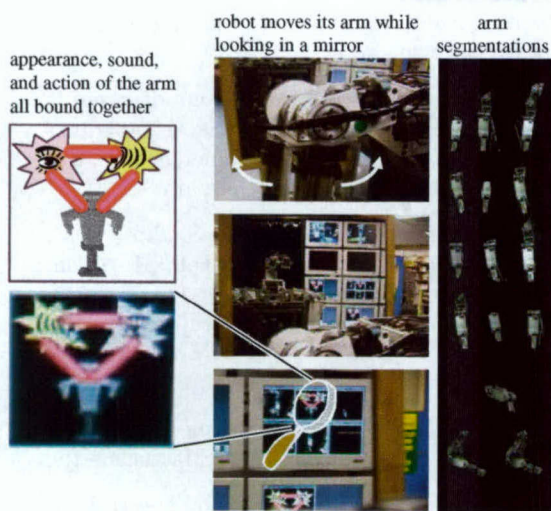 appearance, sound,
and action of the arm
all bound together
robot moves its arm while
looking in a mirror
arm
segmentations